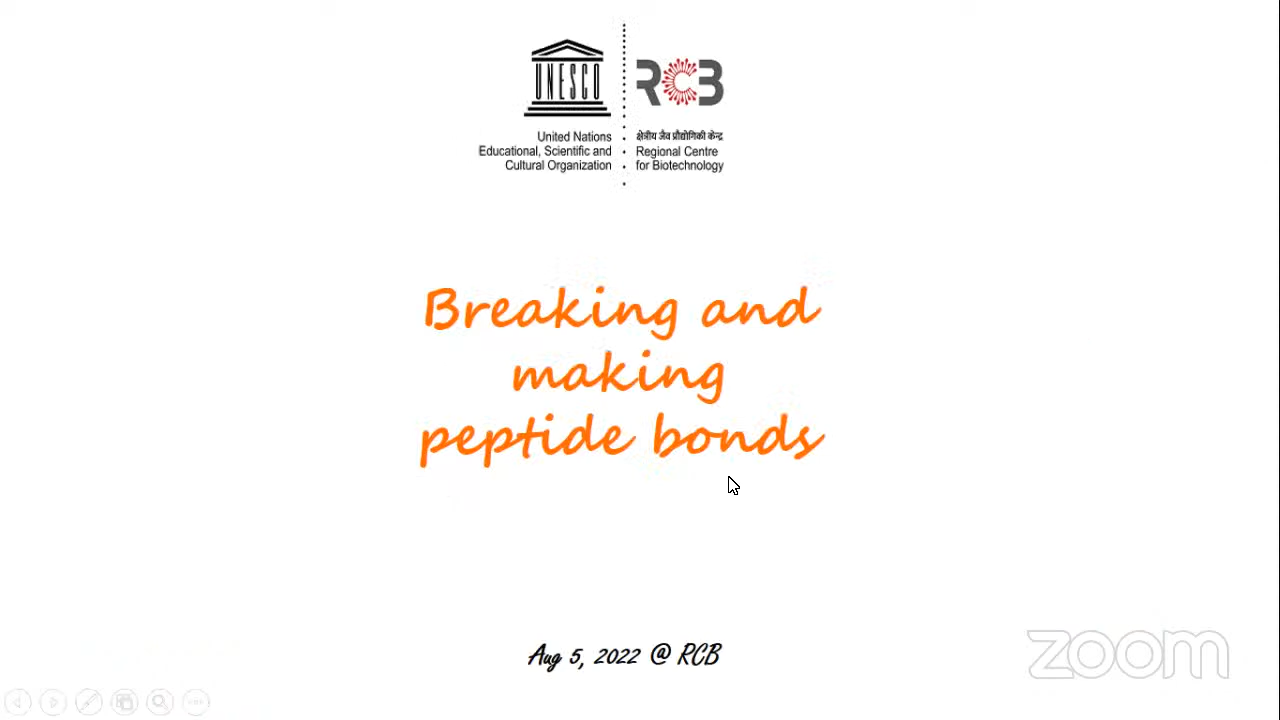 UNESCO
United Nations
Educational, Scientific and
Cultural Organization
RCB
क्षेत्रीय जैव प्रौद्योगिकी केन्द्र
Regional Centre
for Biotechnology
Breaking and
making
peptide bonds
Aug 5, 2022 @ RCB
zoom